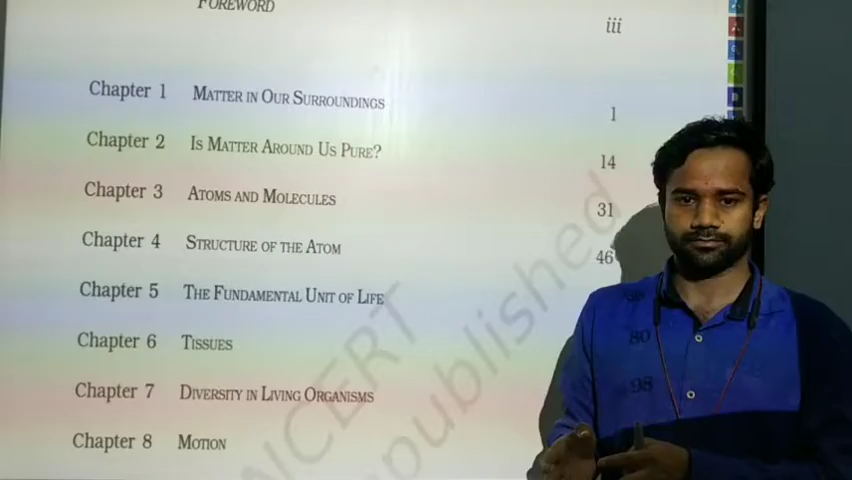 FOREWORD iii
Chapter 1 MATTER IN OUR SURROUNDINGS 1
Chapter 2 IS MATTER AROUND US PURE? 14
Chapter 3 ATOMS AND MOLECULES 31
Chapter 4 STRUCTURE OF THE ATOM 46
Chapter 5 THE FUNDAMENTAL UNIT OF LIFE
Chapter 6 TISSUES 80
Chapter 7 DIVERSITY IN LIVING ORGANISMS 98
Chapter 8 MOTION
NCERT
published